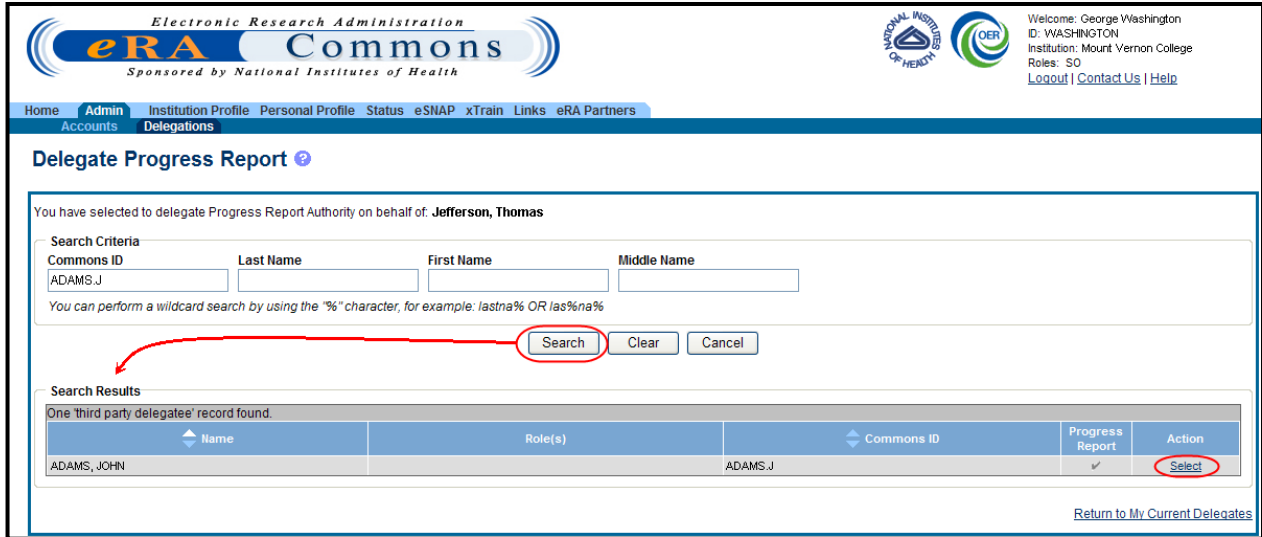 Electronic Research Administration
eRA Commons
Sponsored by National Institutes of Health
NATIONAL INSTITUTES OF HEALTH
OER
Welcome: George Washington
ID: WASHINGTON
Institution: Mount Vernon College
Roles: SO
Logout | Contact Us | Help
Home Admin Institution Profile Personal Profile Status eSNAP xTrain Links eRA Partners
Accounts Delegations
Delegate Progress Report ?
You have selected to delegate Progress Report Authority on behalf of: Jefferson, Thomas
Search Criteria
Commons ID Last Name First Name Middle Name
ADAMS.J
You can perform a wildcard search by using the "%" character, for example: lastna% OR las%na%
Search Clear Cancel
Search Results
One 'third party delegatee' record found.
Name Role(s) Commons ID Progress Report Action
ADAMS, JOHN ADAMS.J ✔ Select
Return to My Current Delegates